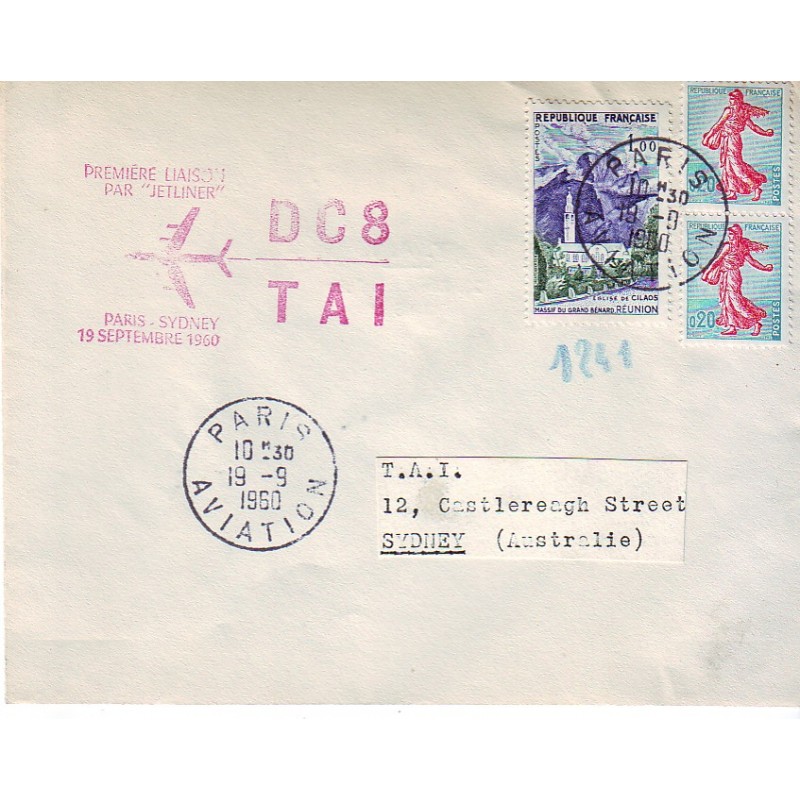 PREMIÈRE LIAISON
PAR "JETLINER"
DC8
TAI
PARIS - SYDNEY
19 SEPTEMBRE 1960
REPUBLIQUE FRANÇAISE
POSTES
1,00
EGLISE DE CILAOS
MASSIF DU GRAND BÉNARD RÉUNION
REPUBLIQUE FRANÇAISE
0,20
POSTES
REPUBLIQUE FRANÇAISE
0,20
POSTES
PARIS
10 H 30
19 - 9
1960
AVIATION
1241
PARIS
10 H 30
19 - 9
1960
AVIATION
T.A.I.
12, Castlereagh Street
SYDNEY (Australie)